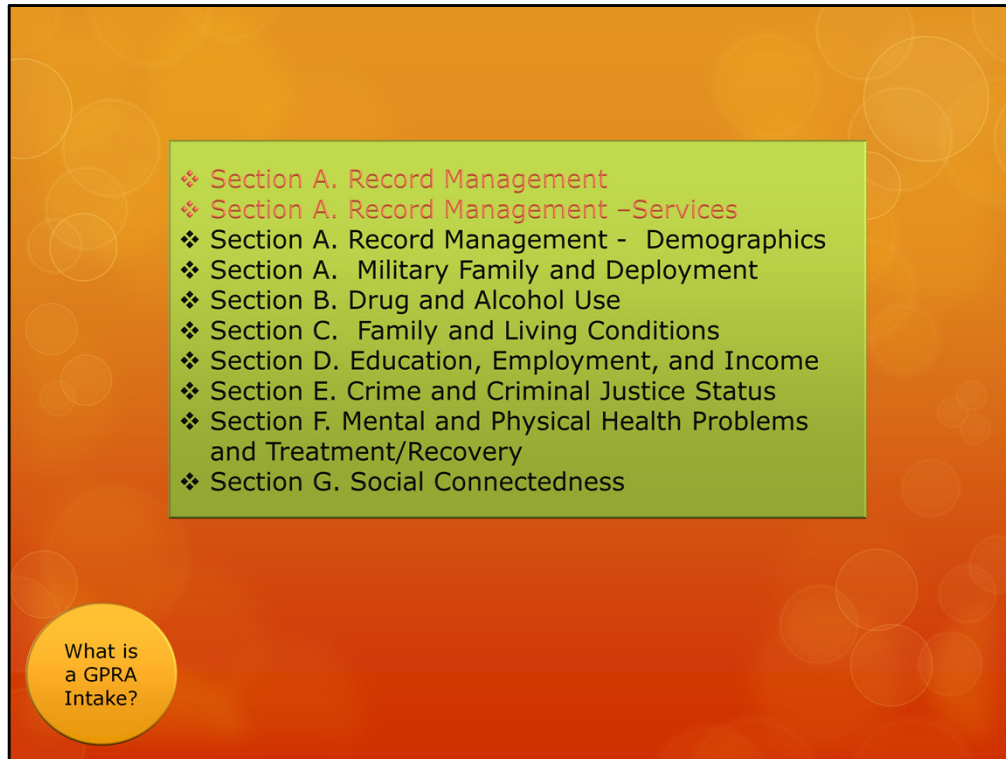 ❖ Section A. Record Management
❖ Section A. Record Management –Services
❖ Section A. Record Management -  Demographics
❖ Section A.  Military Family and Deployment
❖ Section B. Drug and Alcohol Use
❖ Section C.  Family and Living Conditions
❖ Section D. Education, Employment, and Income
❖ Section E. Crime and Criminal Justice Status
❖ Section F. Mental and Physical Health Problems
and Treatment/Recovery
❖ Section G. Social Connectedness
What is
a GPRA
Intake?